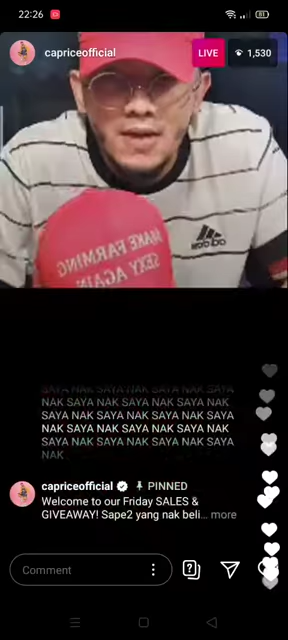 22:26
81
capriceofficial
LIVE
1,530
MAKE FARMING
SEXY AGAIN
adidas
SAYA NAK SAYA NAK SAYA NAK SAYA
NAK SAYA NAK SAYA NAK SAYA NAK
SAYA NAK SAYA NAK SAYA NAK SAYA
NAK SAYA NAK SAYA NAK SAYA NAK
SAYA NAK SAYA NAK SAYA NAK SAYA
NAK
capriceofficial PINNED
Welcome to our Friday SALES &
GIVEAWAY! Sape2 yang nak beli... more
Comment